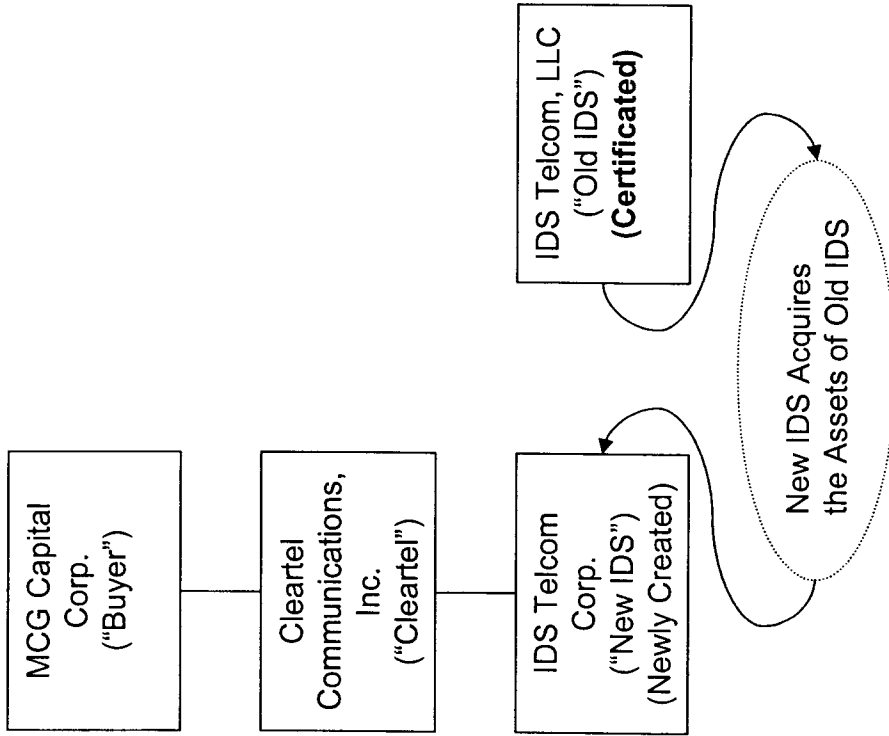 MCG Capital
Corp.
(“Buyer”)
Cleartel
Communications,
Inc.
(“Cleartel”)
IDS Telcom
Corp.
(“New IDS”)
(Newly Created)
IDS Telcom, LLC
(“Old IDS”)
(Certificated)
New IDS Acquires
the Assets of Old IDS